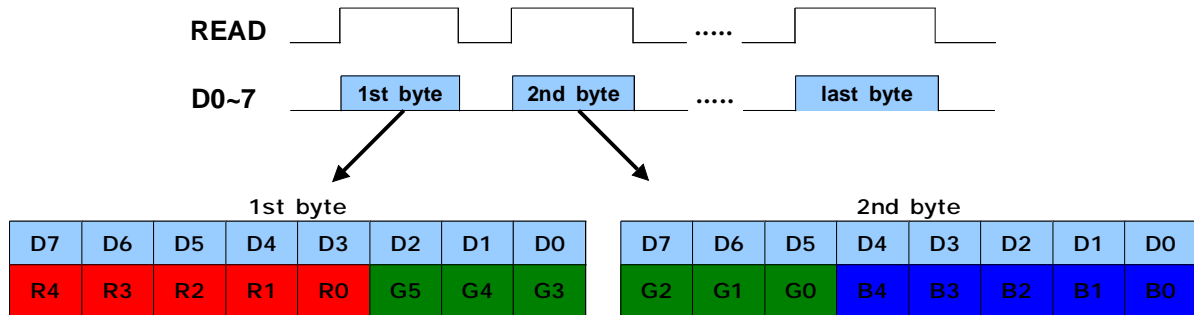 READ .....
D0~7 1st byte 2nd byte ..... last byte
1st byte 2nd byte
D7 D6 D5 D4 D3 D2 D1 D0 D7 D6 D5 D4 D3 D2 D1 D0
R4 R3 R2 R1 R0 G5 G4 G3 G2 G1 G0 B4 B3 B2 B1 B0